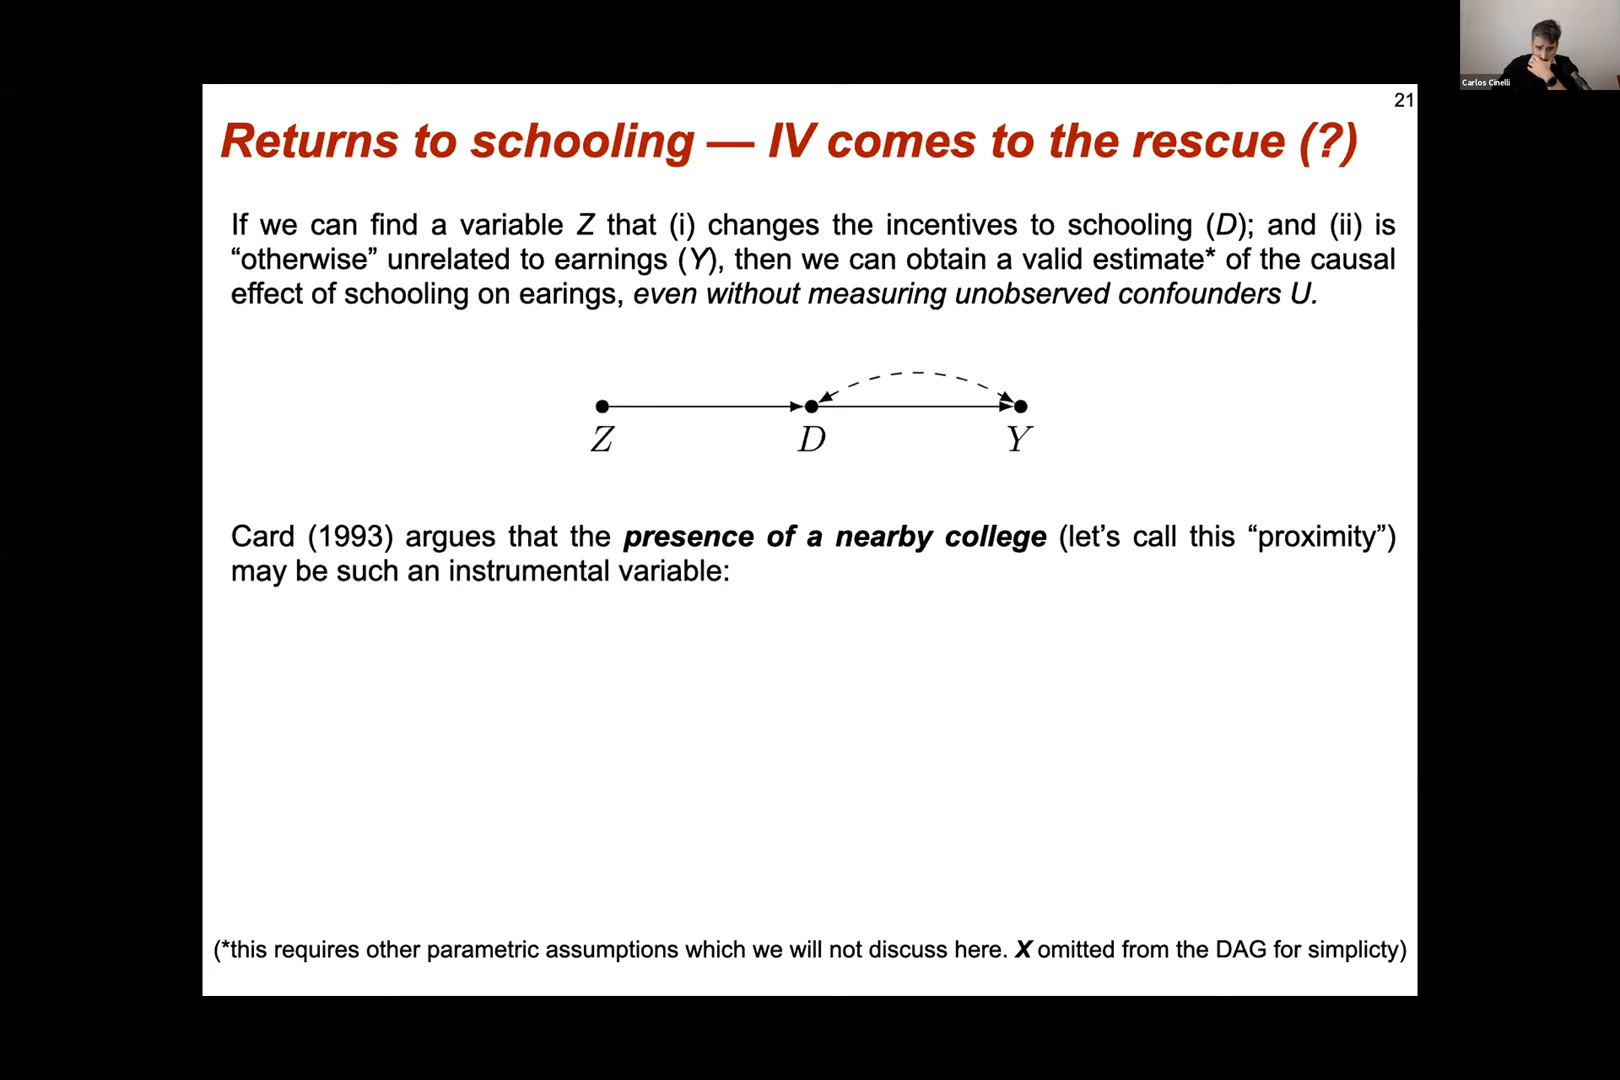 Carlos Cinelli
21
Returns to schooling — IV comes to the rescue (?)
If we can find a variable Z that (i) changes the incentives to schooling (D); and (ii) is
“otherwise” unrelated to earnings (Y), then we can obtain a valid estimate* of the causal
effect of schooling on earings, even without measuring unobserved confounders U.
Z D Y
Card (1993) argues that the presence of a nearby college (let’s call this “proximity”)
may be such an instrumental variable:
(*this requires other parametric assumptions which we will not discuss here. X omitted from the DAG for simplicty)